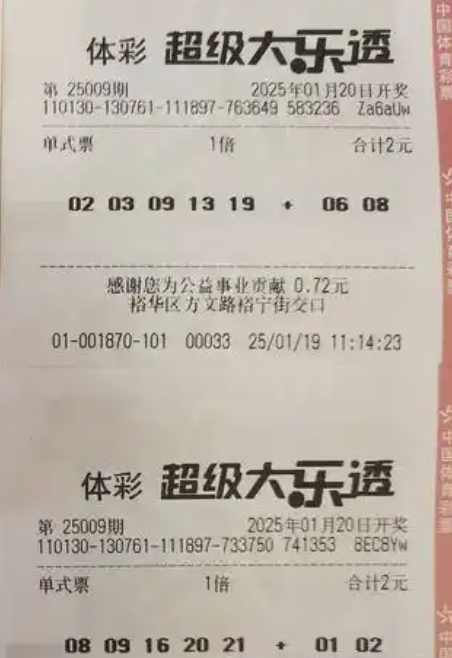 体彩 超级大乐透
第 25009期 2025年01月20日开奖
110130-130761-111897-763649 583236 Za6aUw
单式票 1倍 合计2元
02 03 09 13 19 + 06 08
感谢您为公益事业贡献 0.72元
裕华区方文路裕宁街交口
01-001870-101 00033 25/01/19 11:14:23
体彩 超级大乐透
第 25009期 2025年01月20日开奖
110130-130761-111897-733750 741353 8EC8Yw
单式票 1倍 合计2元
08 09 16 20 21 + 01 02
中国体育彩票
中国体育
中国体育彩票
中国